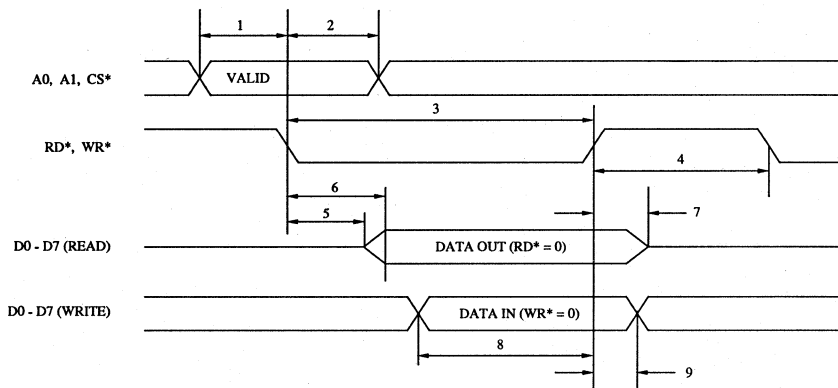 1
2
A0, A1, CS*
VALID
3
RD*, WR*
4
6
5
7
D0 - D7 (READ)
DATA OUT (RD* = 0)
D0 - D7 (WRITE)
DATA IN (WR* = 0)
8
9